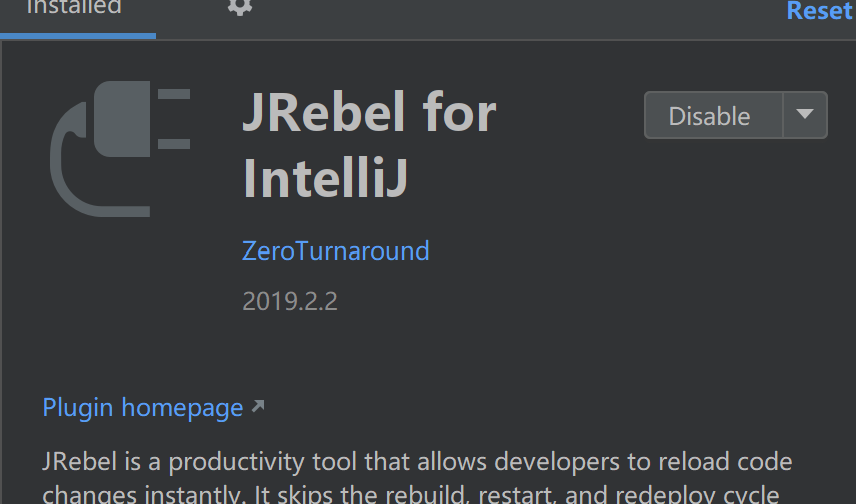 Installed
Reset
JRebel for
IntelliJ
Disable
ZeroTurnaround
2019.2.2
Plugin homepage
JRebel is a productivity tool that allows developers to reload code
changes instantly. It skips the rebuild, restart, and redeploy cycle